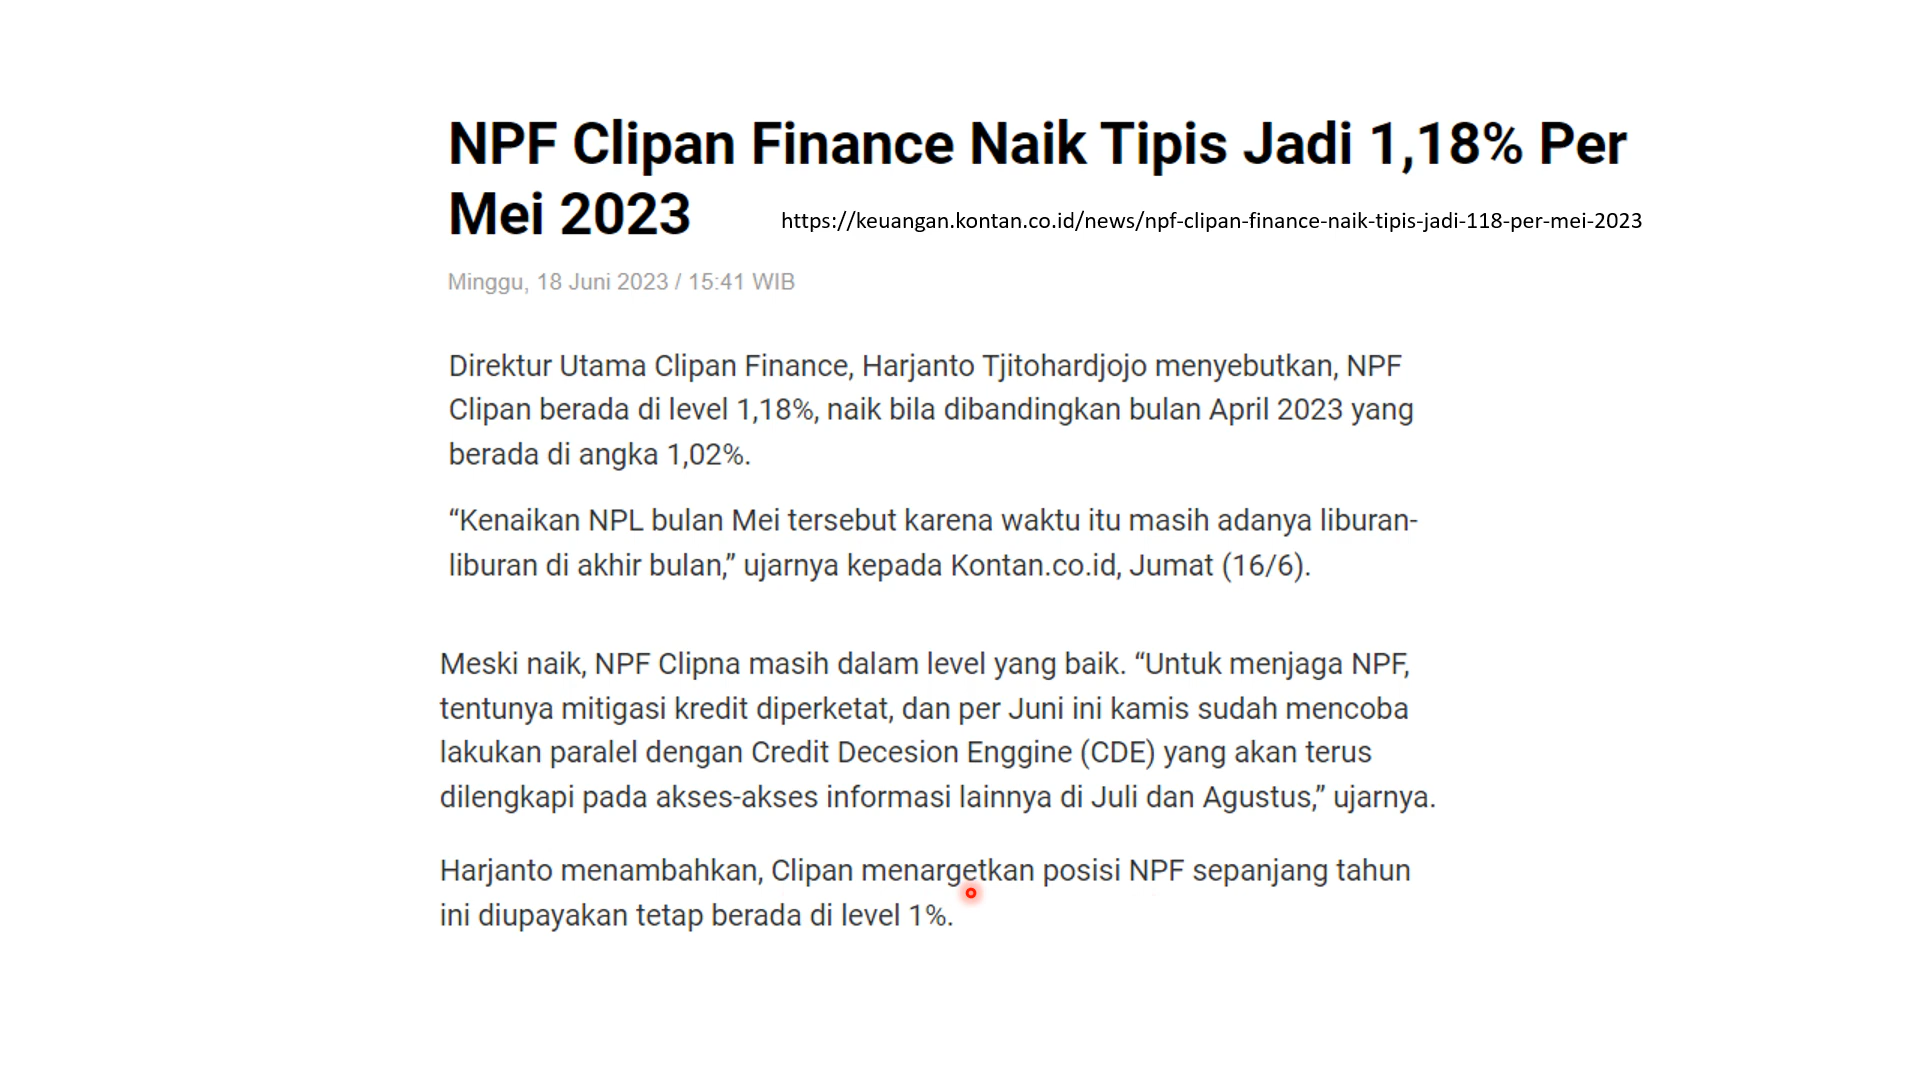 NPF Clipan Finance Naik Tipis Jadi 1,18% Per
Mei 2023
https://keuangan.kontan.co.id/news/npf-clipan-finance-naik-tipis-jadi-118-per-mei-2023
Minggu, 18 Juni 2023 / 15:41 WIB
Direktur Utama Clipan Finance, Harjanto Tjitohardjojo menyebutkan, NPF
Clipan berada di level 1,18%, naik bila dibandingkan bulan April 2023 yang
berada di angka 1,02%.
“Kenaikan NPL bulan Mei tersebut karena waktu itu masih adanya liburan-
liburan di akhir bulan,” ujarnya kepada Kontan.co.id, Jumat (16/6).
Meski naik, NPF Clipna masih dalam level yang baik. “Untuk menjaga NPF,
tentunya mitigasi kredit diperketat, dan per Juni ini kamis sudah mencoba
lakukan paralel dengan Credit Decesion Enggine (CDE) yang akan terus
dilengkapi pada akses-akses informasi lainnya di Juli dan Agustus,” ujarnya.
Harjanto menambahkan, Clipan menargetkan posisi NPF sepanjang tahun
ini diupayakan tetap berada di level 1%.